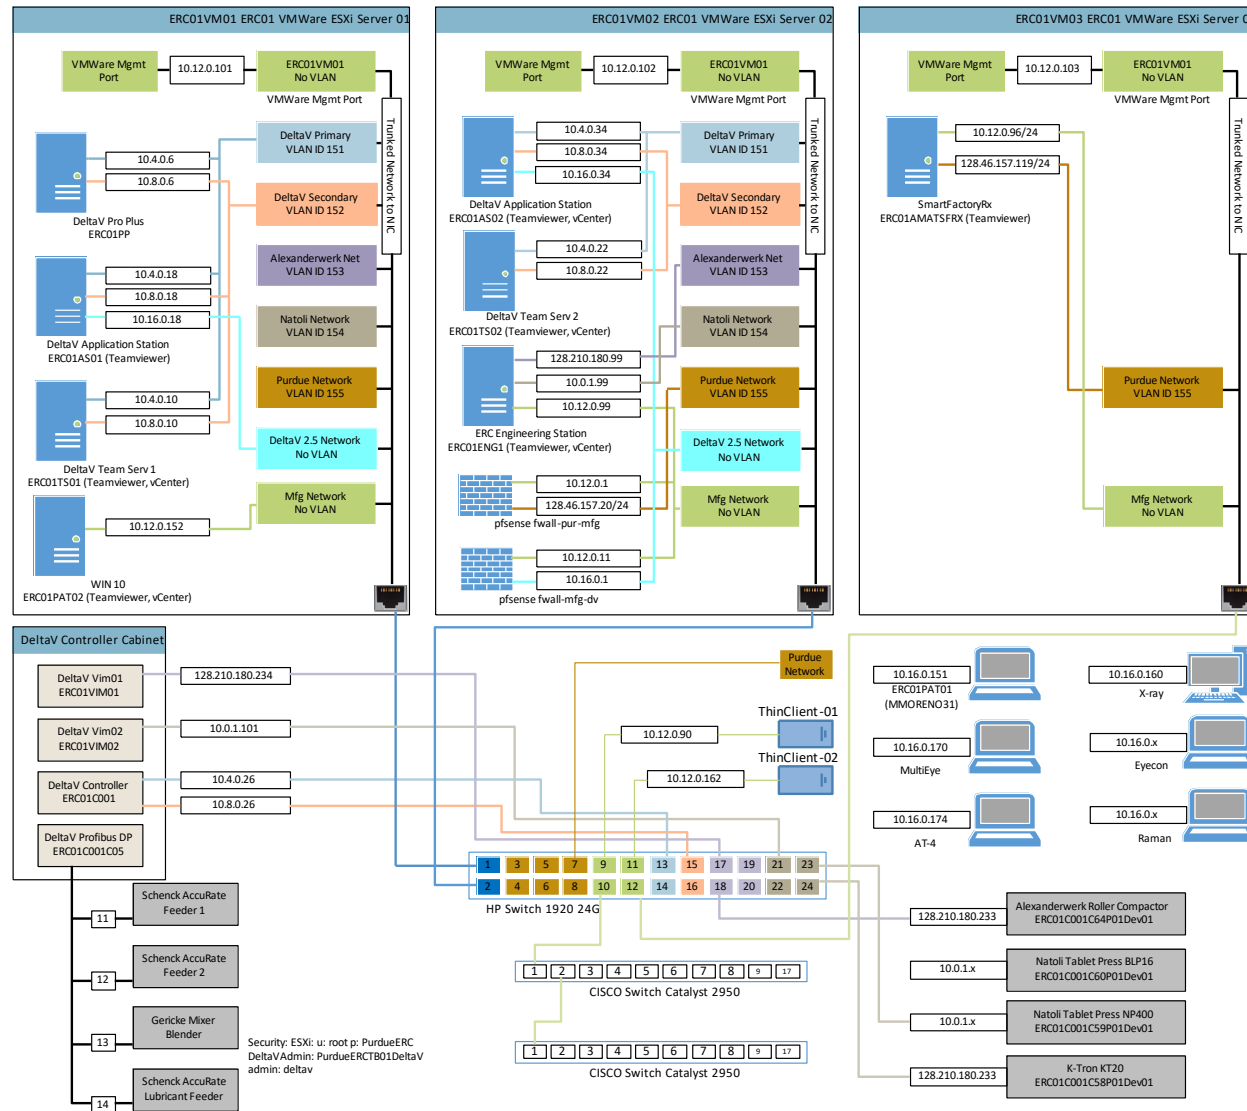 ERC01VM01 ERC01 VMWare ESXi Server 01
VMWare Mgmt
Port
10.12.0.101
ERC01VM01
No VLAN
VMWare Mgmt Port
Trunked Network to NIC
DeltaV Primary
VLAN ID 151
10.4.0.6
10.8.0.6
DeltaV Pro Plus
ERC01PP
DeltaV Secondary
VLAN ID 152
Alexanderwerk Net
VLAN ID 153
10.4.0.18
10.8.0.18
10.16.0.18
DeltaV Application Station
ERC01AS01 (Teamviewer)
Natoli Network
VLAN ID 154
Purdue Network
VLAN ID 155
10.4.0.10
10.8.0.10
DeltaV Team Serv 1
ERC01TS01 (Teamviewer, vCenter)
DeltaV 2.5 Network
No VLAN
Mfg Network
No VLAN
10.12.0.152
WIN 10
ERC01PAT02 (Teamviewer, vCenter)
ERC01VM02 ERC01 VMWare ESXi Server 02
VMWare Mgmt
Port
10.12.0.102
ERC01VM01
No VLAN
VMWare Mgmt Port
Trunked Network to NIC
10.4.0.34
10.8.0.34
10.16.0.34
DeltaV Application Station
ERC01AS02 (Teamviewer, vCenter)
DeltaV Primary
VLAN ID 151
DeltaV Secondary
VLAN ID 152
10.4.0.22
10.8.0.22
DeltaV Team Serv 2
ERC01TS02 (Teamviewer, vCenter)
Alexanderwerk Net
VLAN ID 153
Natoli Network
VLAN ID 154
128.210.180.99
10.0.1.99
10.12.0.99
ERC Engineering Station
ERC01ENG1 (Teamviewer, vCenter)
Purdue Network
VLAN ID 155
DeltaV 2.5 Network
No VLAN
10.12.0.1
128.46.157.20/24
pfsense fwall-pur-mfg
Mfg Network
No VLAN
10.12.0.11
10.16.0.1
pfsense fwall-mfg-dv
ERC01VM03 ERC01 VMWare ESXi Server 0
VMWare Mgmt
Port
10.12.0.103
ERC01VM01
No VLAN
VMWare Mgmt Port
Trunked Network to NIC
10.12.0.96/24
128.46.157.119/24
SmartFactoryRx
ERC01AMATSFRX (Teamviewer)
Purdue Network
VLAN ID 155
Mfg Network
No VLAN
DeltaV Controller Cabinet
DeltaV Vim01
ERC01VIM01
128.210.180.234
DeltaV Vim02
ERC01VIM02
10.0.1.101
DeltaV Controller
ERC01C001
10.4.0.26
10.8.0.26
DeltaV Profibus DP
ERC01C001C05
Purdue
Network
ThinClient-01
10.12.0.90
ThinClient-02
10.12.0.162
10.16.0.151
ERC01PAT01
(MMORENO31)
10.16.0.160
X-ray
10.16.0.170
MultiEye
10.16.0.x
Eyecon
10.16.0.174
AT-4
10.16.0.x
Raman
1 3 5 7 9 11 13 15 17 19 21 23
2 4 6 8 10 12 14 16 18 20 22 24
HP Switch 1920 24G
11
Schenck AccuRate
Feeder 1
12
Schenck AccuRate
Feeder 2
13
Gericke Mixer
Blender
14
Schenck AccuRate
Lubricant Feeder
Security: ESXi: u: root p: PurdueERC
DeltaVAdmin: PurdueERCTB01DeltaV
admin: deltav
1 2 3 4 5 6 7 8 9 17
CISCO Switch Catalyst 2950
1 2 3 4 5 6 7 8 9 17
CISCO Switch Catalyst 2950
128.210.180.233
Alexanderwerk Roller Compactor
ERC01C001C64P01Dev01
10.0.1.x
Natoli Tablet Press BLP16
ERC01C001C60P01Dev01
10.0.1.x
Natoli Tablet Press NP400
ERC01C001C59P01Dev01
128.210.180.233
K-Tron KT20
ERC01C001C58P01Dev01